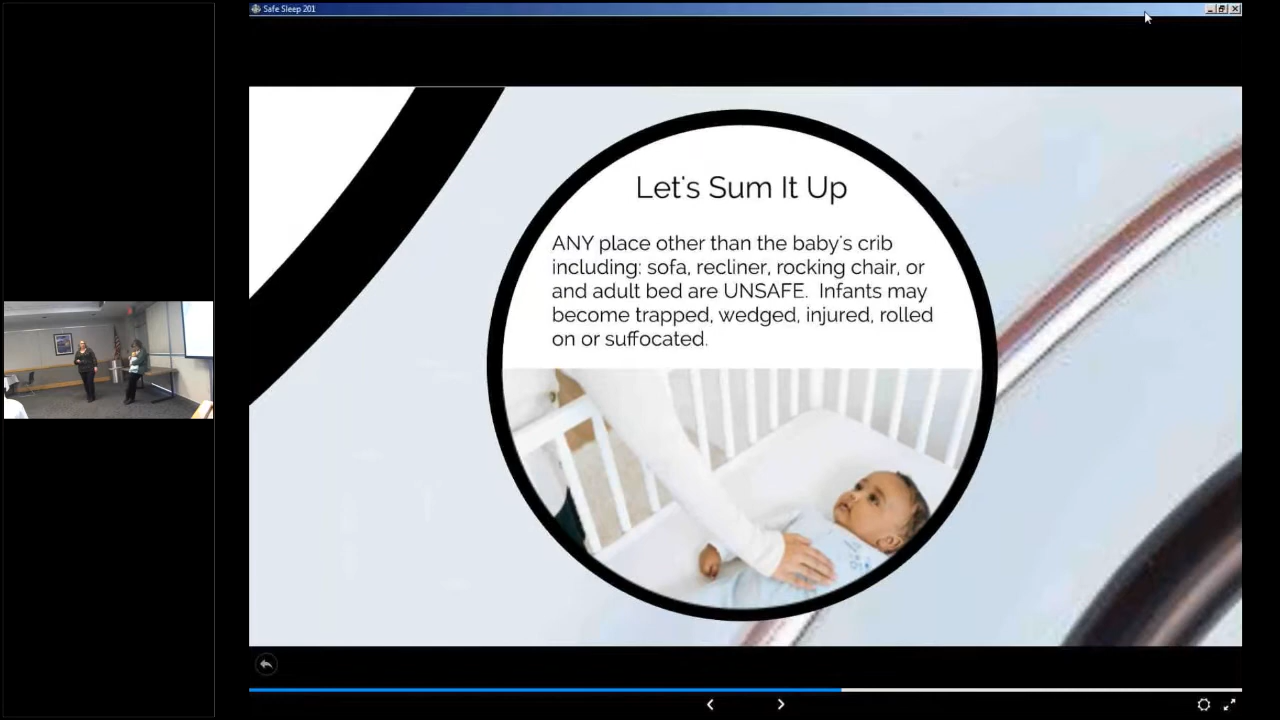 Safe Sleep 201
Let's Sum It Up
ANY place other than the baby's crib
including: sofa, recliner, rocking chair, or
and adult bed are UNSAFE.  Infants may
become trapped, wedged, injured, rolled
on or suffocated.